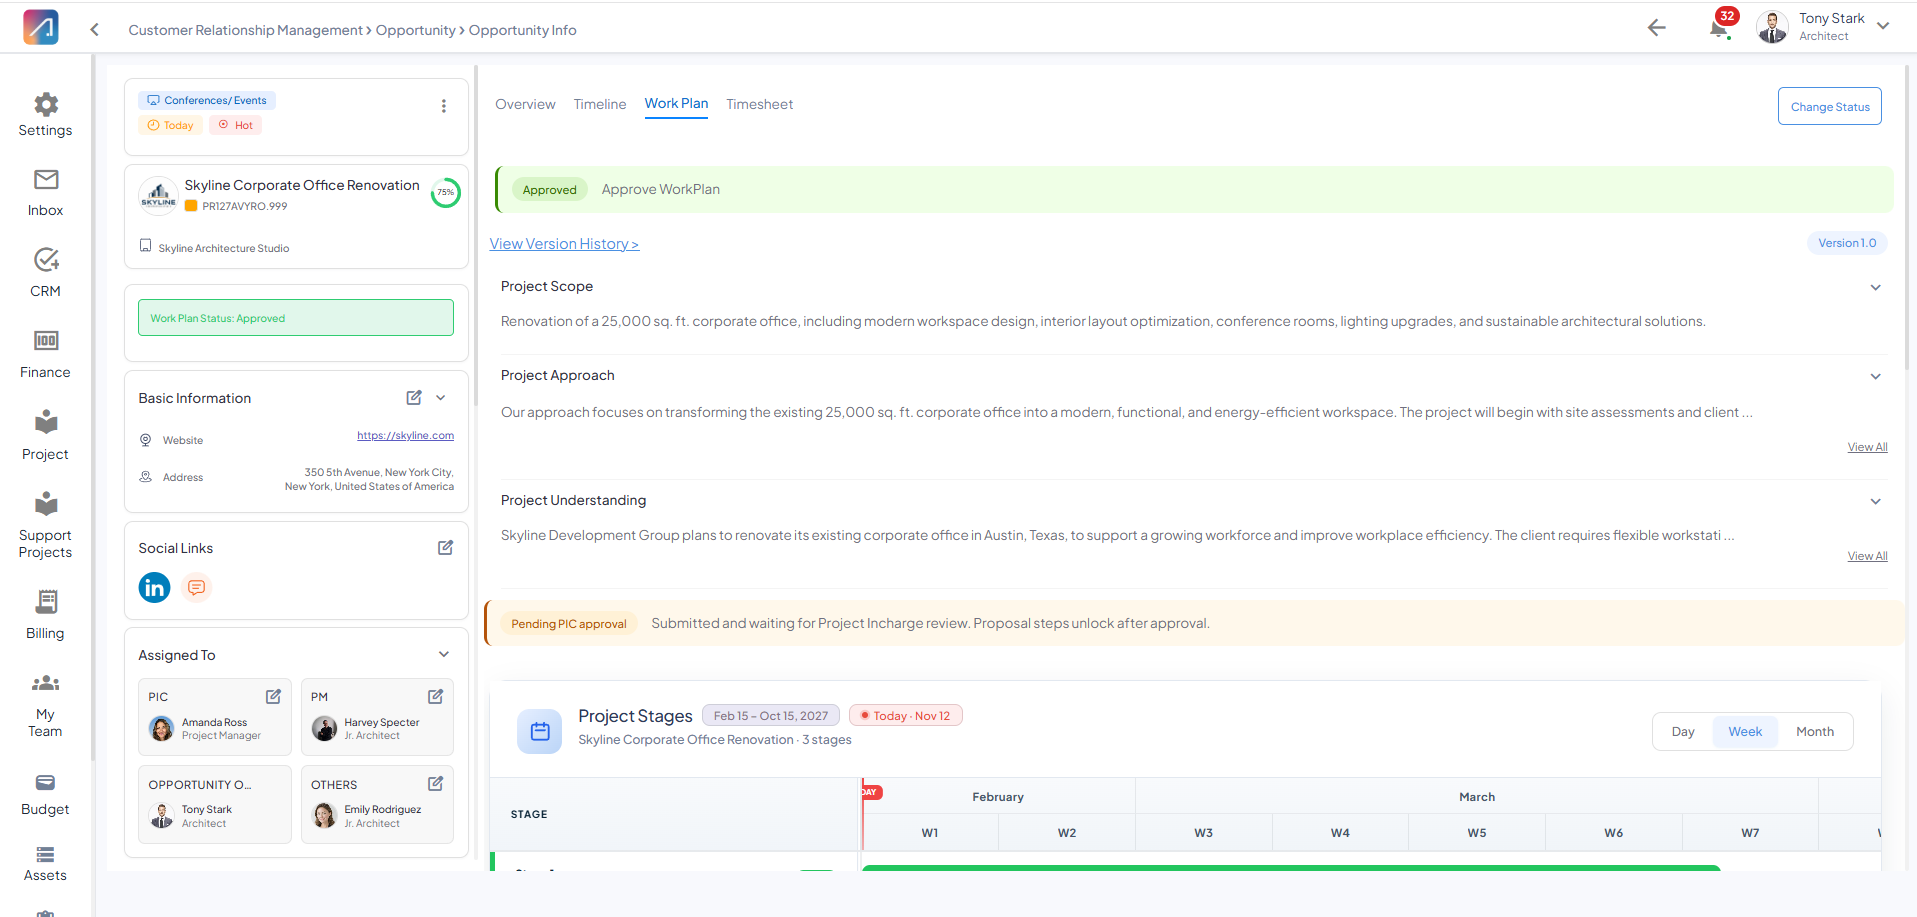 Customer Relationship Management > Opportunity > Opportunity Info
32
Tony Stark
Architect
Settings
Inbox
CRM
Finance
Project
Support
Projects
Billing
My
Team
Budget
Assets
Conferences/ Events
Today
Hot
SKYLINE
Skyline Corporate Office Renovation
PR127AVYRO.999
75%
Skyline Architecture Studio
Work Plan Status: Approved
Basic Information
Website
https://skyline.com
Address
350 5th Avenue, New York City,
New York, United States of America
Social Links
in
Assigned To
PIC
Amanda Ross
Project Manager
PM
Harvey Specter
Jr. Architect
OPPORTUNITY O...
Tony Stark
Architect
OTHERS
Emily Rodriguez
Jr. Architect
Overview
Timeline
Work Plan
Timesheet
Change Status
Approved
Approve WorkPlan
View Version History >
Version 1.0
Project Scope
Renovation of a 25,000 sq. ft. corporate office, including modern workspace design, interior layout optimization, conference rooms, lighting upgrades, and sustainable architectural solutions.
Project Approach
Our approach focuses on transforming the existing 25,000 sq. ft. corporate office into a modern, functional, and energy-efficient workspace. The project will begin with site assessments and client ...
View All
Project Understanding
Skyline Development Group plans to renovate its existing corporate office in Austin, Texas, to support a growing workforce and improve workplace efficiency. The client requires flexible workstati ...
View All
Pending PIC approval
Submitted and waiting for Project Incharge review. Proposal steps unlock after approval.
Project Stages
Feb 15 – Oct 15, 2027
Today · Nov 12
Skyline Corporate Office Renovation · 3 stages
Day
Week
Month
STAGE
DAY
February
March
W1
W2
W3
W4
W5
W6
W7